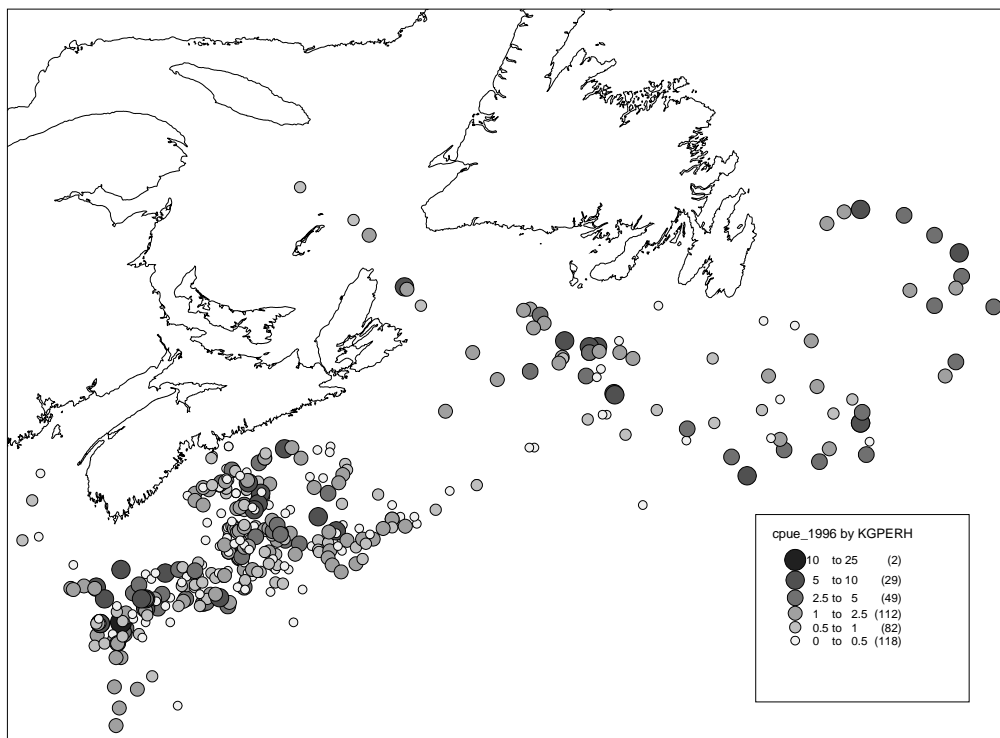 cpue_1996 by KGPERH
10 to 25 (2)
5 to 10 (29)
2.5 to 5 (49)
1 to 2.5 (112)
0.5 to 1 (82)
0 to 0.5 (118)